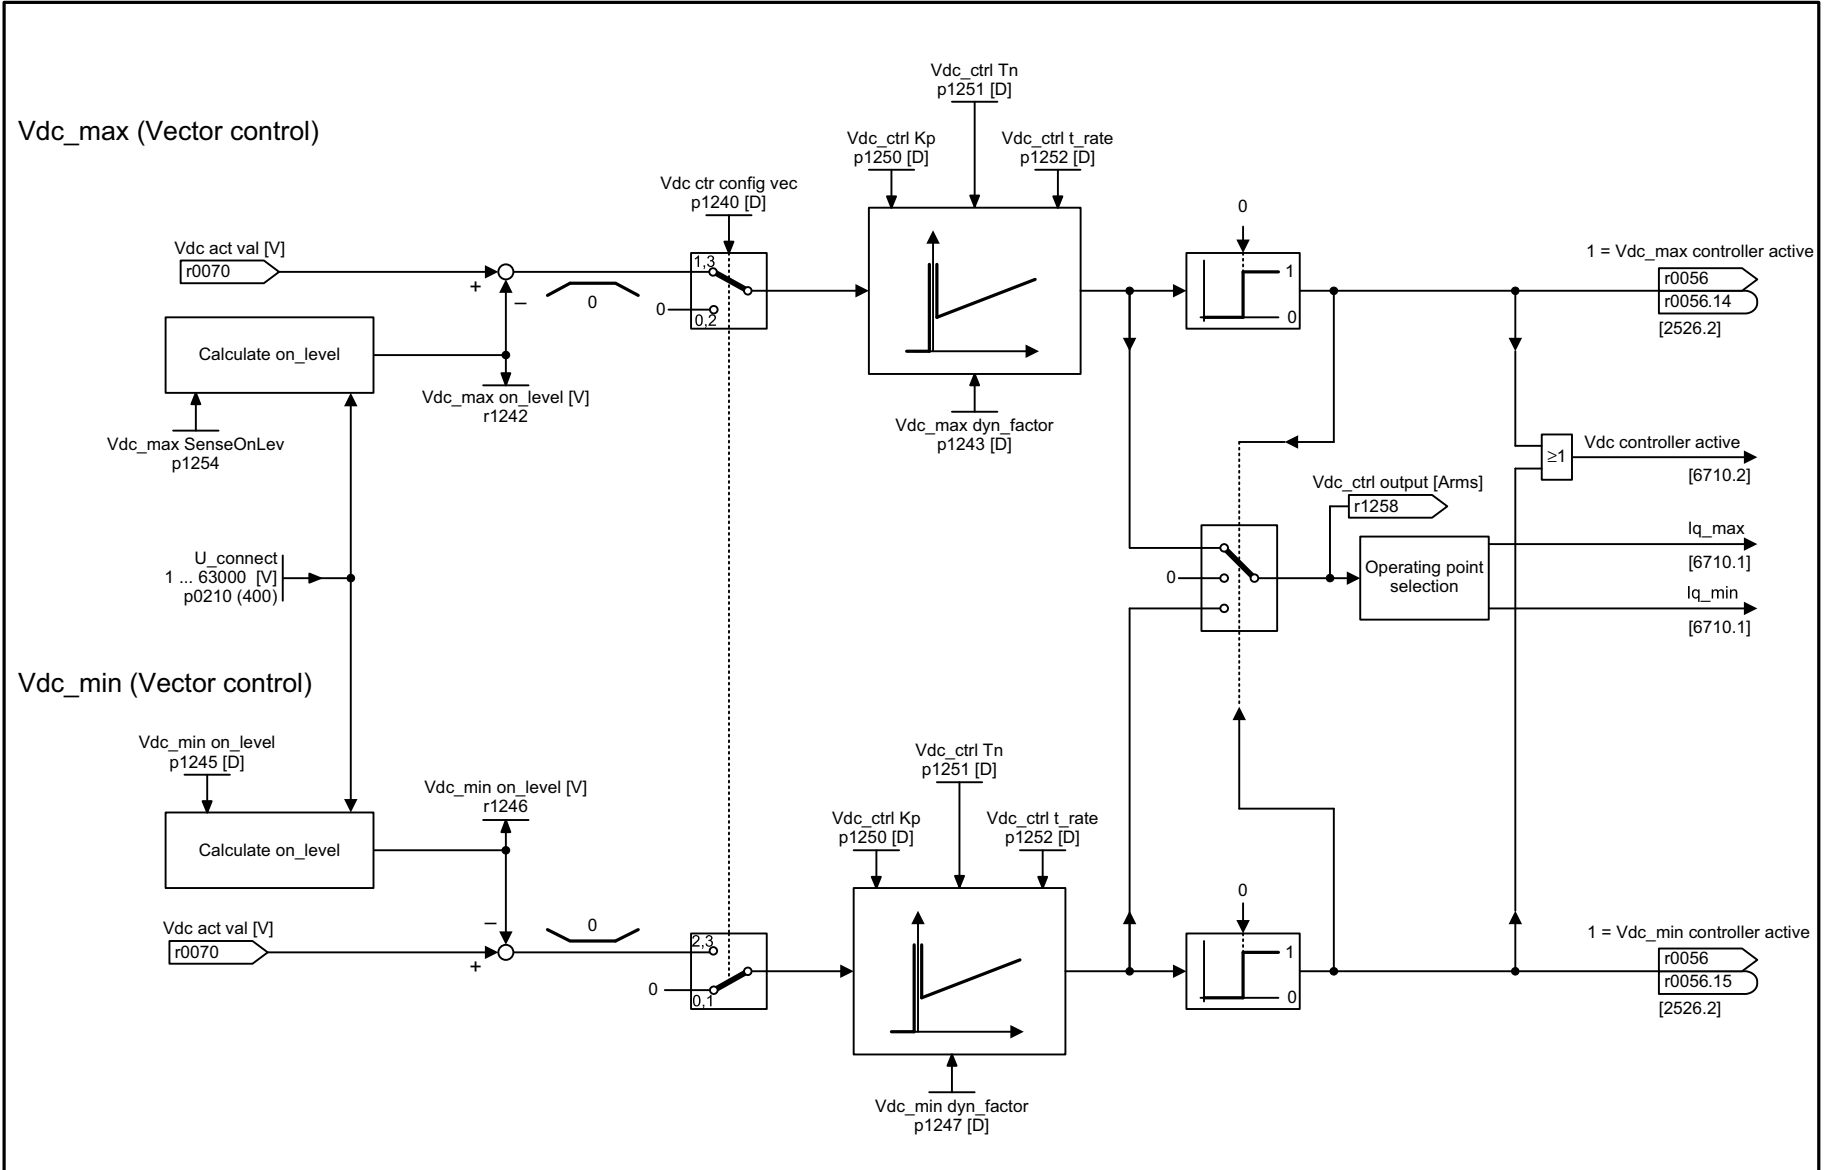 Vdc_max (Vector control)
Vdc_ctrl Tn
p1251 [D]
Vdc_ctrl Kp
p1250 [D]
Vdc_ctrl t_rate
p1252 [D]
Vdc ctr config vec
p1240 [D]
Vdc act val [V]
r0070
+
–
0
1,3
0
0,2
0
1
0
1 = Vdc_max controller active
r0056
r0056.14
[2526.2]
Calculate on_level
Vdc_max on_level [V]
r1242
Vdc_max SenseOnLev
p1254
Vdc_max dyn_factor
p1243 [D]
≥1
Vdc controller active
[6710.2]
Vdc_ctrl output [Arms]
r1258
U_connect
1 ... 63000 [V]
p0210 (400)
0
Operating point
selection
Iq_max
[6710.1]
Iq_min
[6710.1]
Vdc_min (Vector control)
Vdc_min on_level
p1245 [D]
Vdc_min on_level [V]
r1246
Vdc_ctrl Tn
p1251 [D]
Vdc_ctrl Kp
p1250 [D]
Vdc_ctrl t_rate
p1252 [D]
Calculate on_level
Vdc act val [V]
r0070
–
+
0
2,3
0
0,1
0
1
0
1 = Vdc_min controller active
r0056
r0056.15
[2526.2]
Vdc_min dyn_factor
p1247 [D]